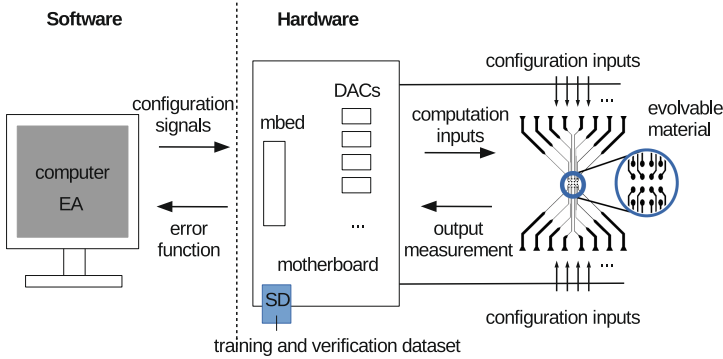 Software
Hardware
configuration inputs
DACs
configuration
signals
computation
inputs
evolvable
material
mbed
...
computer
EA
error
function
...
output
measurement
motherboard
...
SD
configuration inputs
training and verification dataset